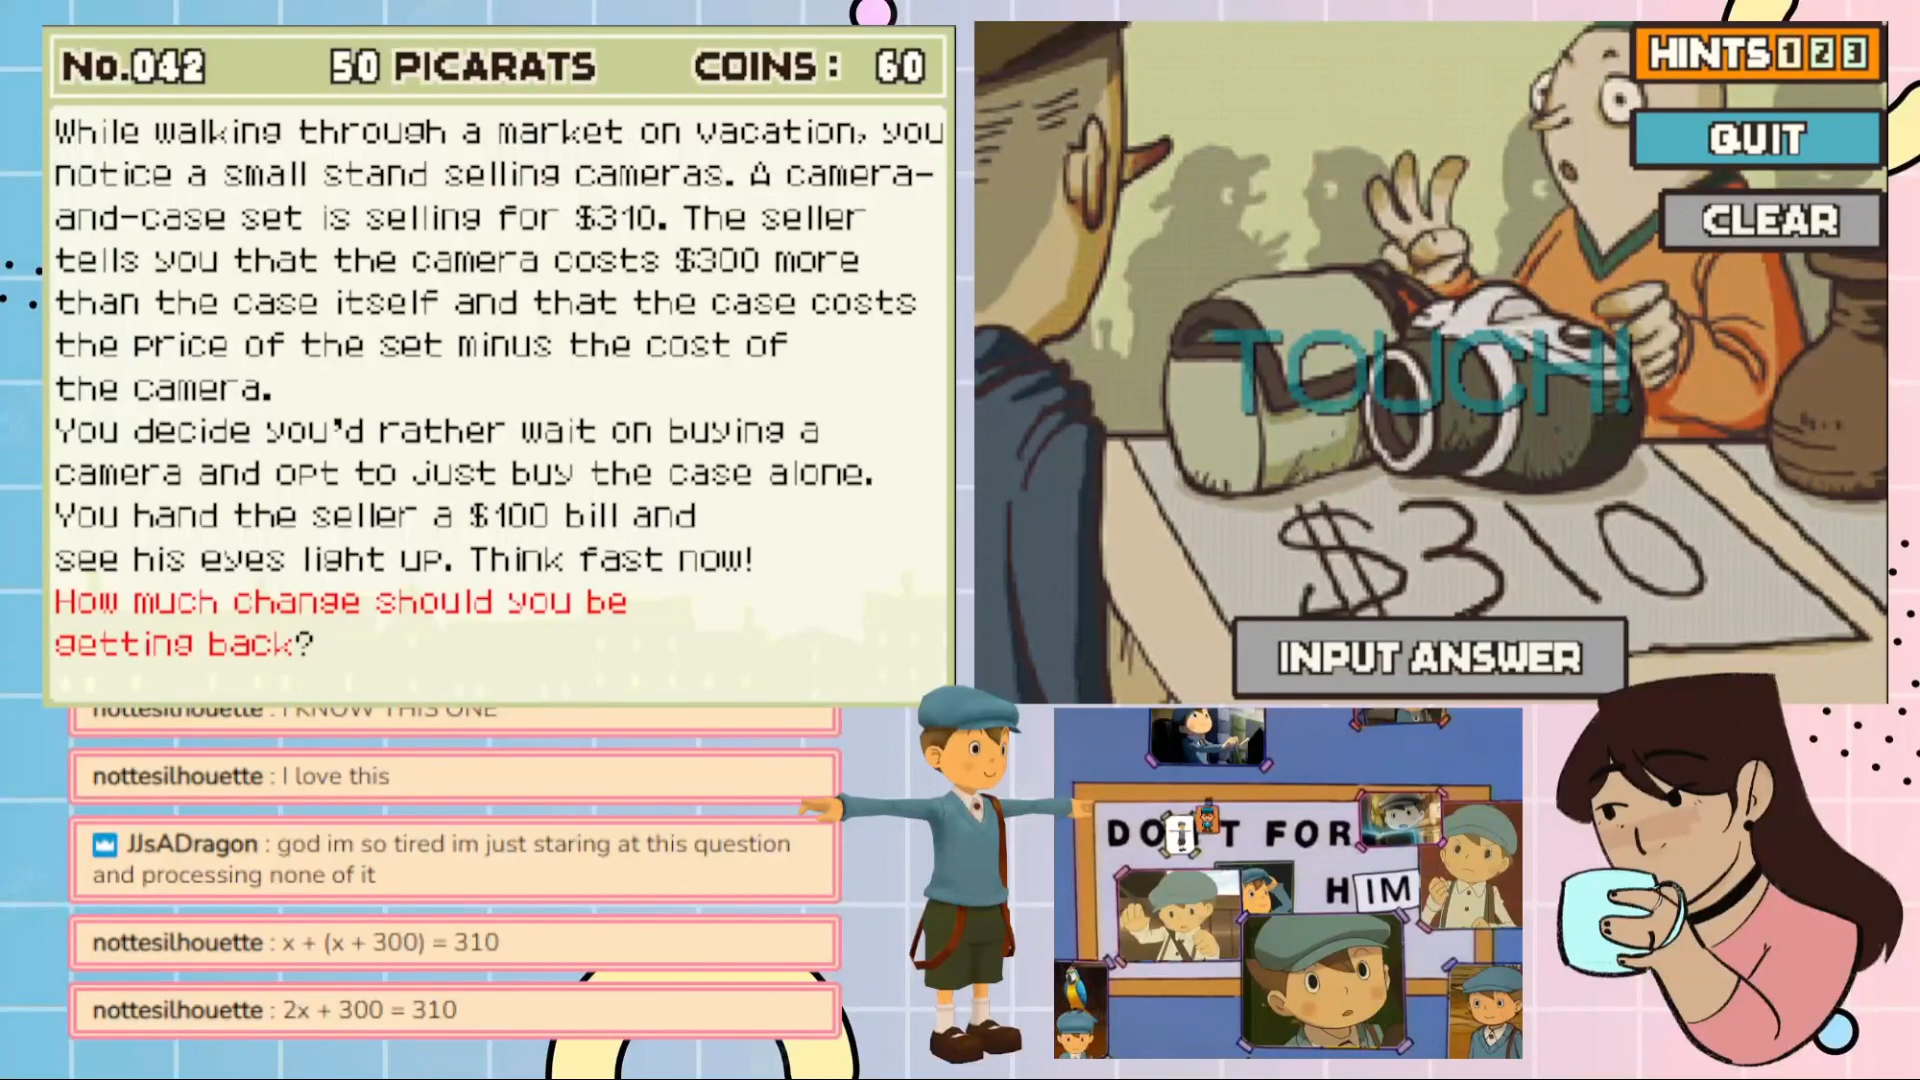 No.042 50 PICARATS COINS: 60
While walking through a market on vacation, you
notice a small stand selling cameras. A camera-
and-case set is selling for $310. The seller
tells you that the camera costs $300 more
than the case itself and that the case costs
the price of the set minus the cost of
the camera.
You decide you'd rather wait on buying a
camera and opt to just buy the case alone.
You hand the seller a $100 bill and
see his eyes light up. Think fast now!
How much change should you be
getting back?
HINTS 1 2 3
QUIT
CLEAR
TOUCH!
$310
INPUT ANSWER
nottesilhouette : I KNOW THIS ONE
nottesilhouette : I love this
JJsADragon : god im so tired im just staring at this question
and processing none of it
nottesilhouette : x + (x + 300) = 310
nottesilhouette : 2x + 300 = 310
DO T FOR
HIM